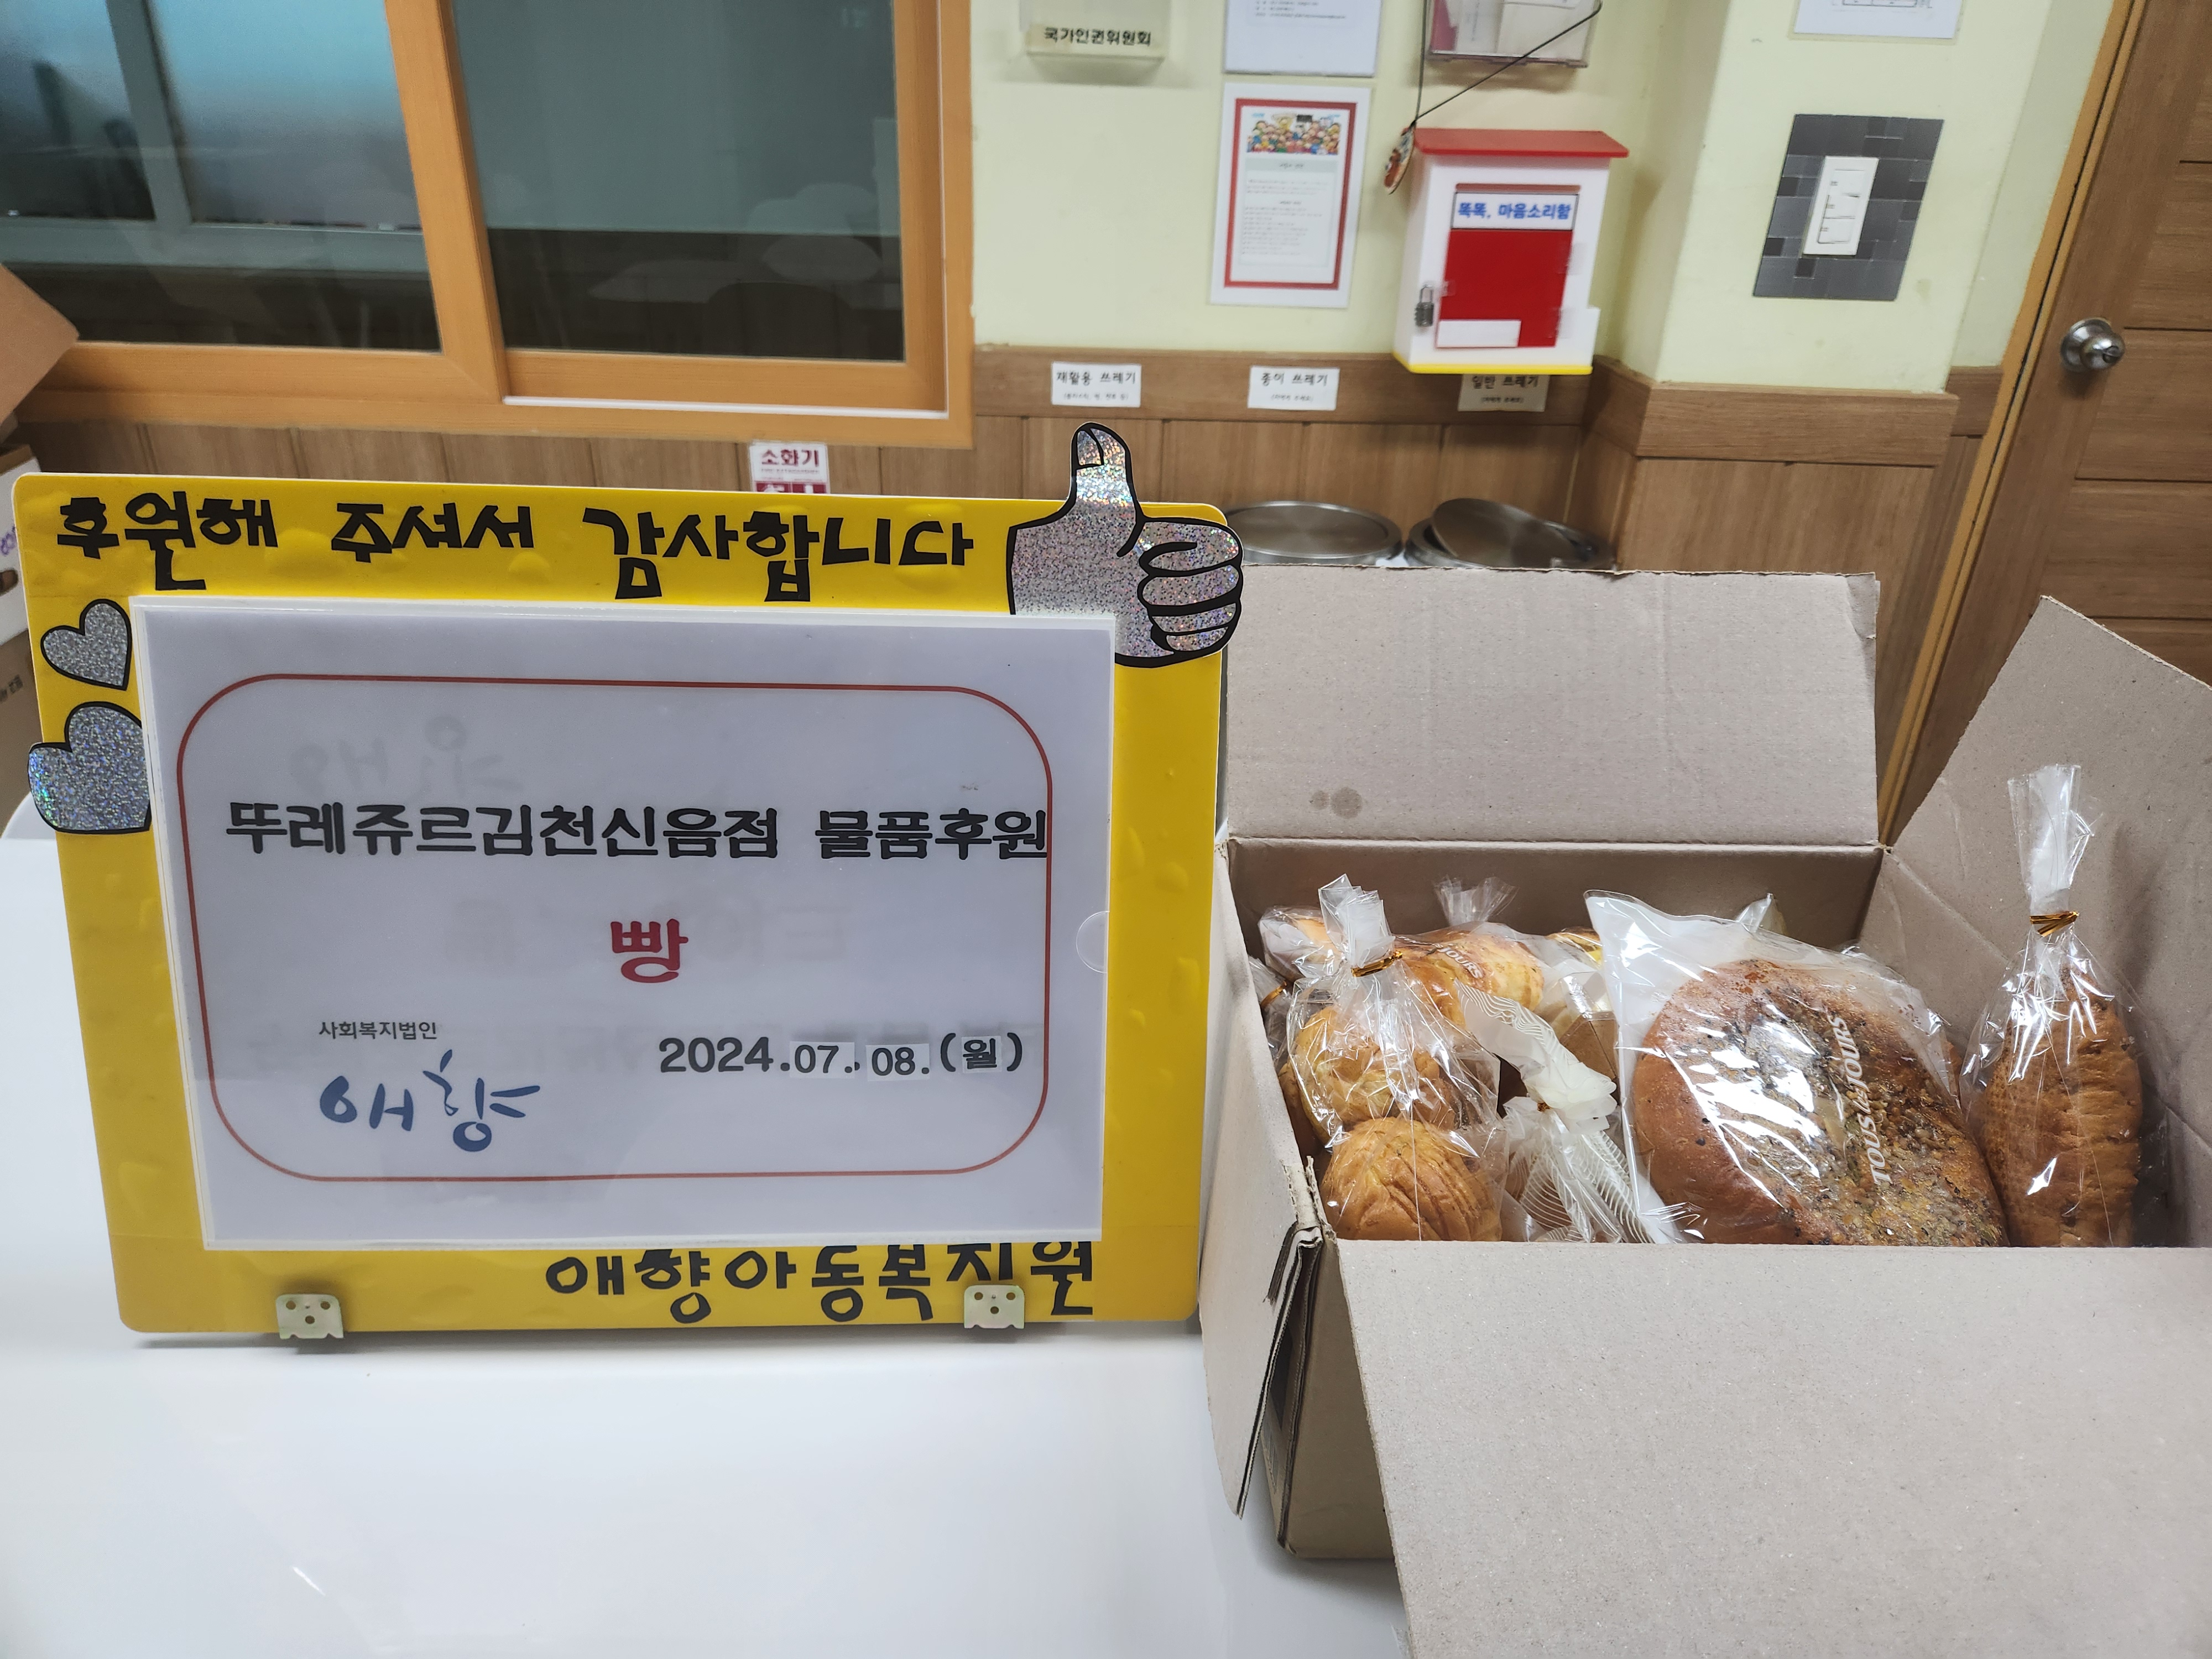 국가인권위원회
똑똑, 마음소리함
재활용 쓰레기
종이 쓰레기
일반 쓰레기
소화기
후원해 주셔서 감사합니다
뚜레쥬르김천신음점 물품후원
빵
사회복지법인
애향
2024.07.08.(월)
애향아동복지원
JOURS
TOUS les JOURS